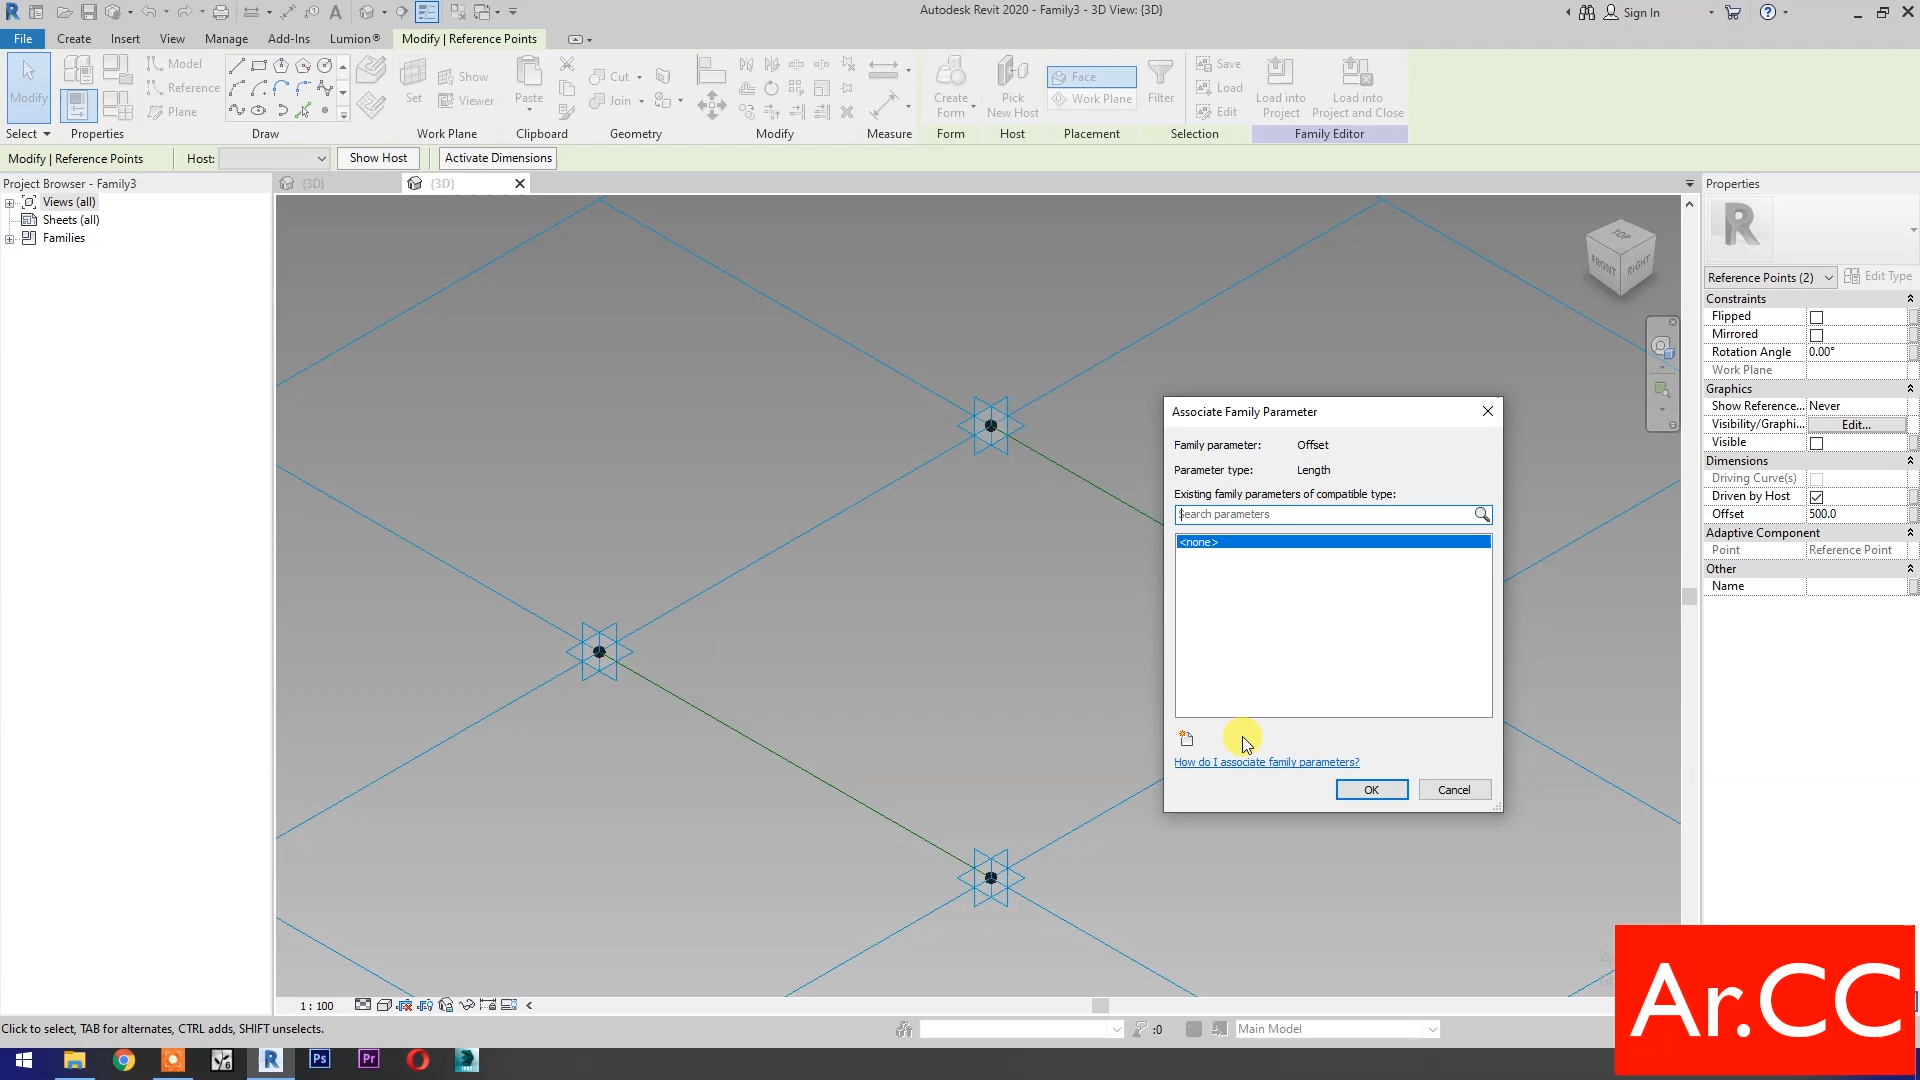 Autodesk Revit 2020 - Family3 - 3D View: {3D}
Sign In
File
Create
Insert
View
Manage
Add-Ins
Lumion®
Modify | Reference Points
Modify
Model
Reference
Plane
Set
Show
Viewer
Paste
Cut
Join
Create
Form
Pick
New Host
Face
Work Plane
Filter
Save
Load
Edit
Load into
Project
Load into
Project and Close
Select
Properties
Draw
Work Plane
Clipboard
Geometry
Modify
Measure
Form
Host
Placement
Selection
Family Editor
Modify | Reference Points
Host:
Show Host
Activate Dimensions
Project Browser - Family3
{3D}
{3D}
Views (all)
Sheets (all)
Families
TOP
FRONT
RIGHT
Associate Family Parameter
Family parameter:
Offset
Parameter type:
Length
Existing family parameters of compatible type:
Search parameters
<none>
How do I associate family parameters?
OK
Cancel
Properties
R
Reference Points (2)
Edit Type
Constraints
Flipped
Mirrored
Rotation Angle
0.00°
Work Plane
Graphics
Show Reference...
Never
Visibility/Graphi...
Edit...
Visible
Dimensions
Driving Curve(s)
Driven by Host
Offset
500.0
Adaptive Component
Point
Reference Point
Other
Name
1 : 100
Click to select, TAB for alternates, CTRL adds, SHIFT unselects.
:0
Main Model
Ar.CC
R
Ps
Pr